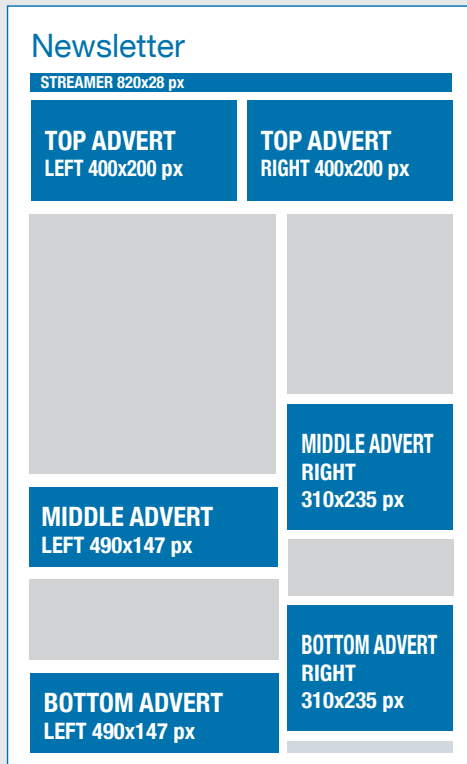 Newsletter
STREAMER 820x28 px
TOP ADVERT
LEFT 400x200 px
TOP ADVERT
RIGHT 400x200 px
MIDDLE ADVERT
RIGHT
310x235 px
MIDDLE ADVERT
LEFT 490x147 px
BOTTOM ADVERT
RIGHT
310x235 px
BOTTOM ADVERT
LEFT 490x147 px